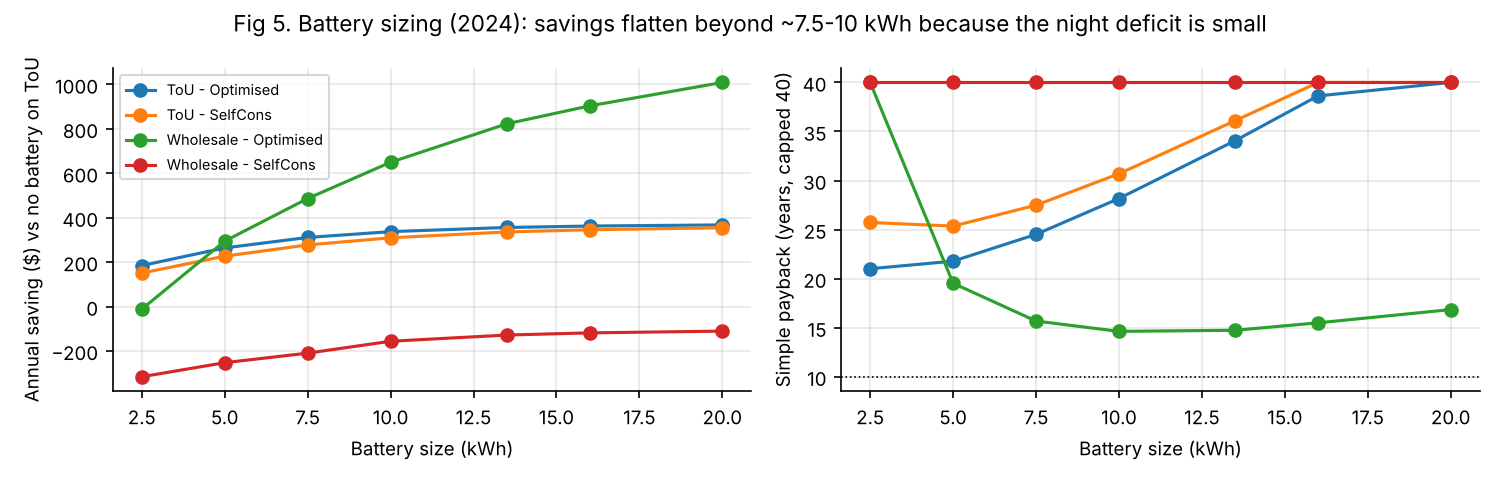 Fig 5. Battery sizing (2024): savings flatten beyond ~7.5-10 kWh because the night deficit is small
Annual saving ($) vs no battery on ToU
1000
800
600
400
200
0
−200
ToU - Optimised
ToU - SelfCons
Wholesale - Optimised
Wholesale - SelfCons
2.5 5.0 7.5 10.0 12.5 15.0 17.5 20.0
Battery size (kWh)
Simple payback (years, capped 40)
40
35
30
25
20
15
10
2.5 5.0 7.5 10.0 12.5 15.0 17.5 20.0
Battery size (kWh)